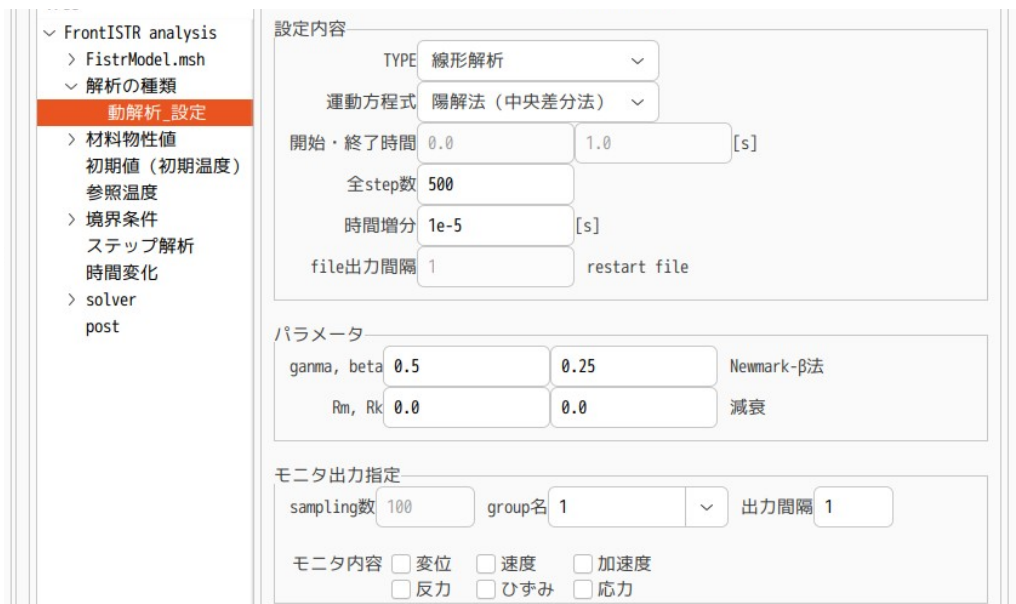 FrontISTR analysis
FistrModel.msh
解析の種類
動解析_設定
材料物性値
初期値（初期温度）
参照温度
境界条件
ステップ解析
時間変化
solver
post
設定内容
TYPE 線形解析
運動方程式 陽解法（中央差分法）
開始・終了時間 0.0 1.0 [s]
全step数 500
時間増分 1e-5 [s]
file出力間隔 1 restart file
パラメータ
ganma, beta 0.5 0.25 Newmark-β法
Rm, Rk 0.0 0.0 減衰
モニタ出力指定
sampling数 100 group名 1 出力間隔 1
モニタ内容 変位 速度 加速度
反力 ひずみ 応力